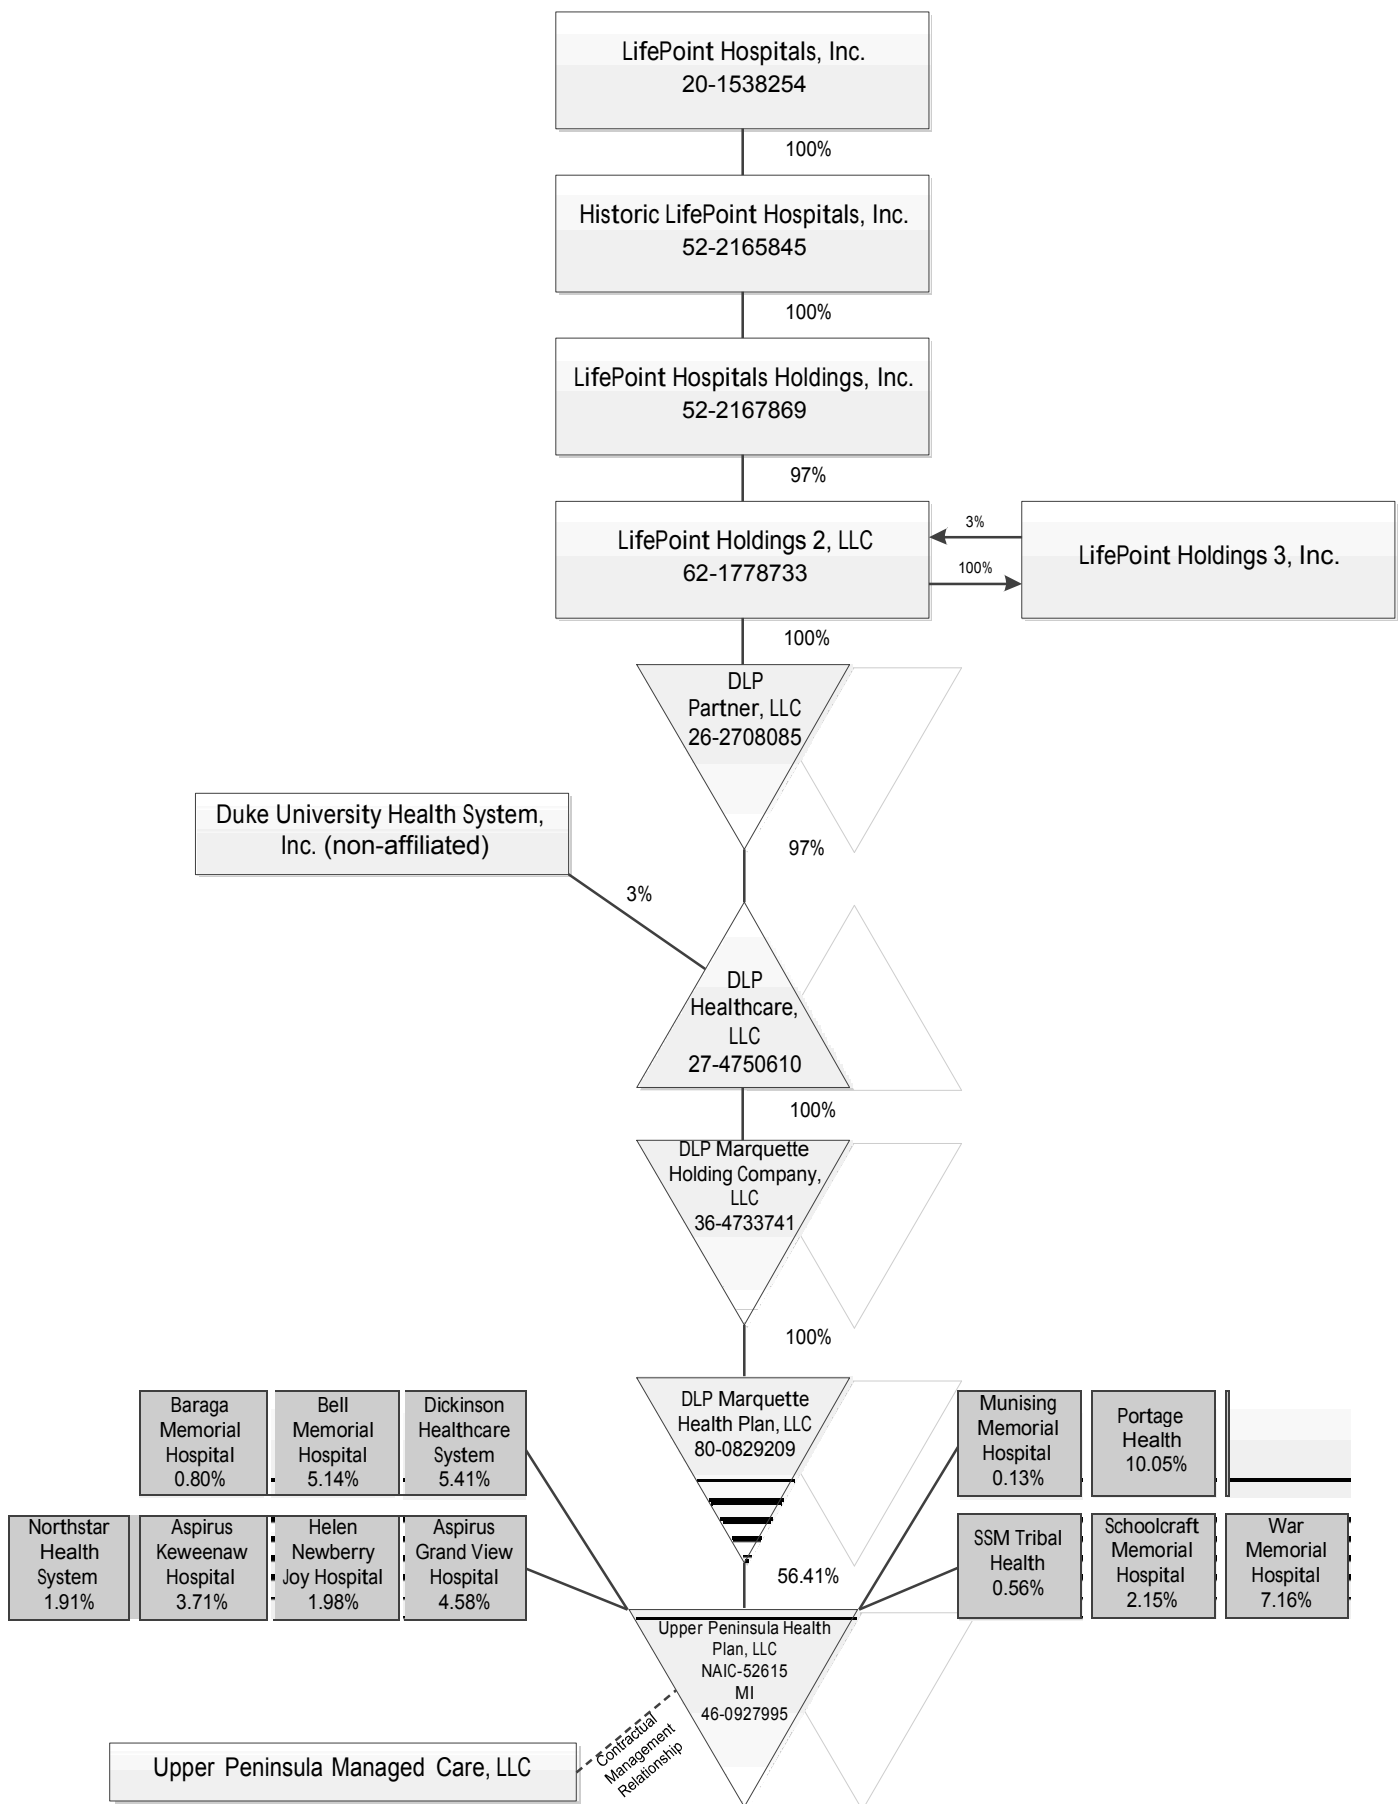 LifePoint Hospitals, Inc.
20-1538254
100%
Historic LifePoint Hospitals, Inc.
52-2165845
100%
LifePoint Hospitals Holdings, Inc.
52-2167869
97%
LifePoint Holdings 2, LLC
62-1778733
3%
100%
LifePoint Holdings 3, Inc.
100%
DLP
Partner, LLC
26-2708085
Duke University Health System,
Inc. (non-affiliated)
97%
3%
DLP
Healthcare,
LLC
27-4750610
100%
DLP Marquette
Holding Company,
LLC
36-4733741
100%
Baraga
Memorial
Hospital
0.80%
Bell
Memorial
Hospital
5.14%
Dickinson
Healthcare
System
5.41%
DLP Marquette
Health Plan, LLC
80-0829209
Munising
Memorial
Hospital
0.13%
Portage
Health
10.05%
Northstar
Health
System
1.91%
Aspirus
Keweenaw
Hospital
3.71%
Helen
Newberry
Joy Hospital
1.98%
Aspirus
Grand View
Hospital
4.58%
56.41%
SSM Tribal
Health
0.56%
Schoolcraft
Memorial
Hospital
2.15%
War
Memorial
Hospital
7.16%
Upper Peninsula Health
Plan, LLC
NAIC-52615
MI
46-0927995
Contractual
Management
Relationship
Upper Peninsula Managed Care, LLC